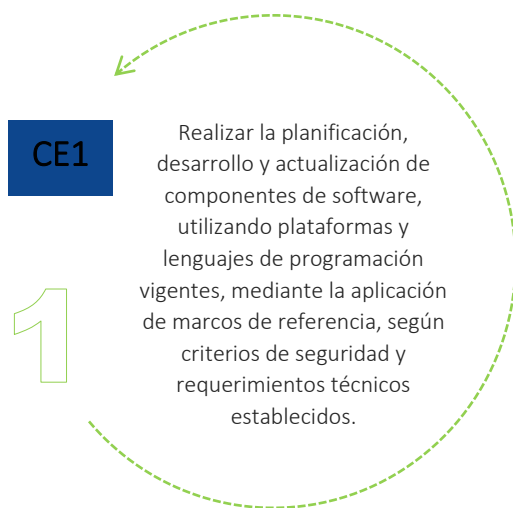 CE1
1
Realizar la planificación,
desarrollo y actualización de
componentes de software,
utilizando plataformas y
lenguajes de programación
vigentes, mediante la aplicación
de marcos de referencia, según
criterios de seguridad y
requerimientos técnicos
establecidos.